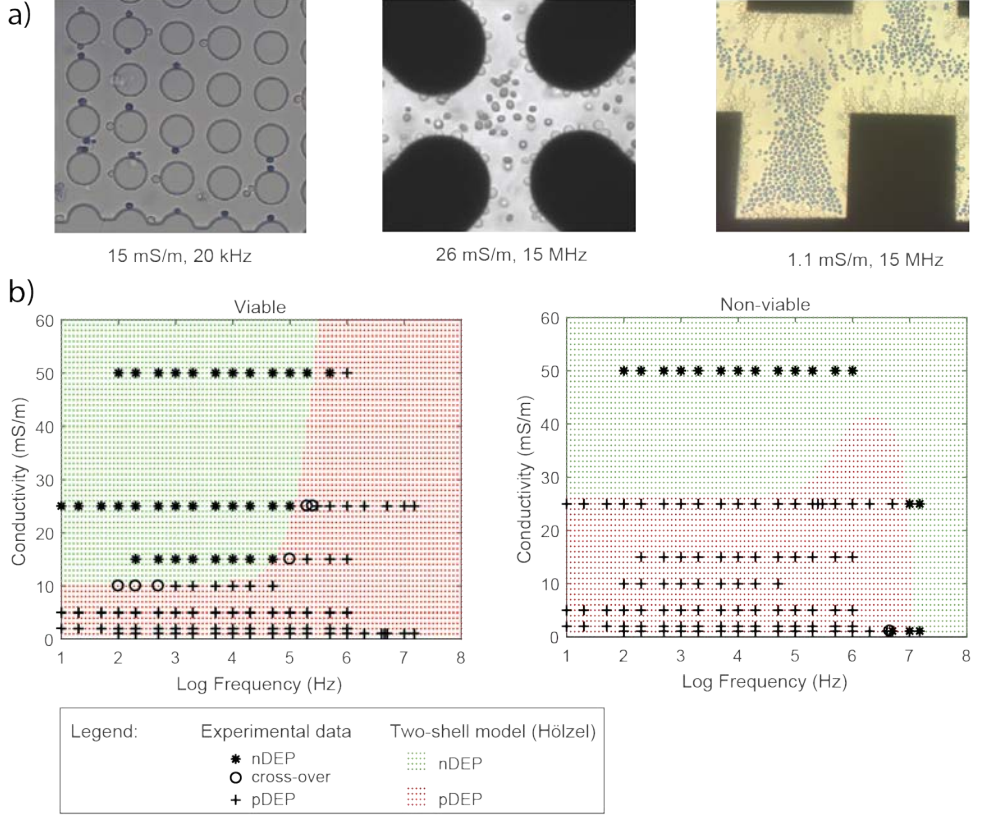 a)
15 mS/m, 20 kHz
26 mS/m, 15 MHz
1.1 mS/m, 15 MHz
b)
Viable
60
50
40
30
20
10
0
Conductivity (mS/m)
1 2 3 4 5 6 7 8
Log Frequency (Hz)
Non-viable
60
50
40
30
20
10
0
Conductivity (mS/m)
1 2 3 4 5 6 7 8
Log Frequency (Hz)
Legend: Experimental data Two-shell model (Hölzel)
nDEP nDEP
cross-over
pDEP pDEP